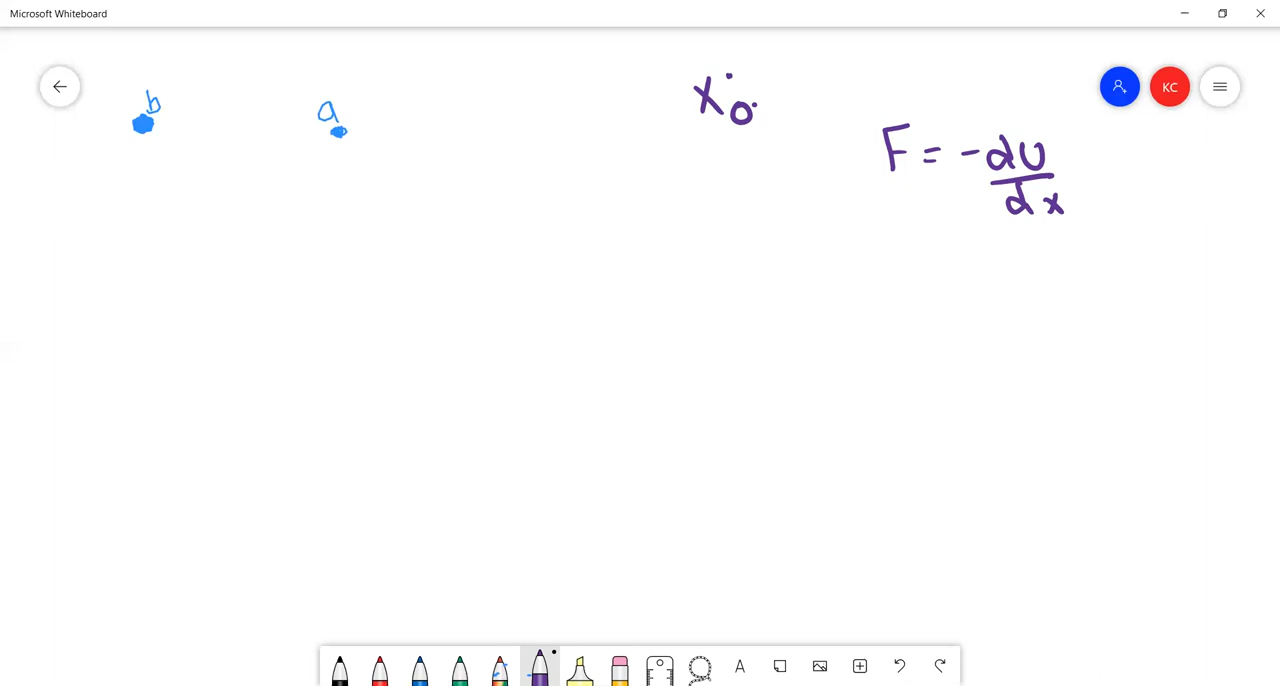 Microsoft Whiteboard
b
a
x₀
KC
F = -dU
dx
A